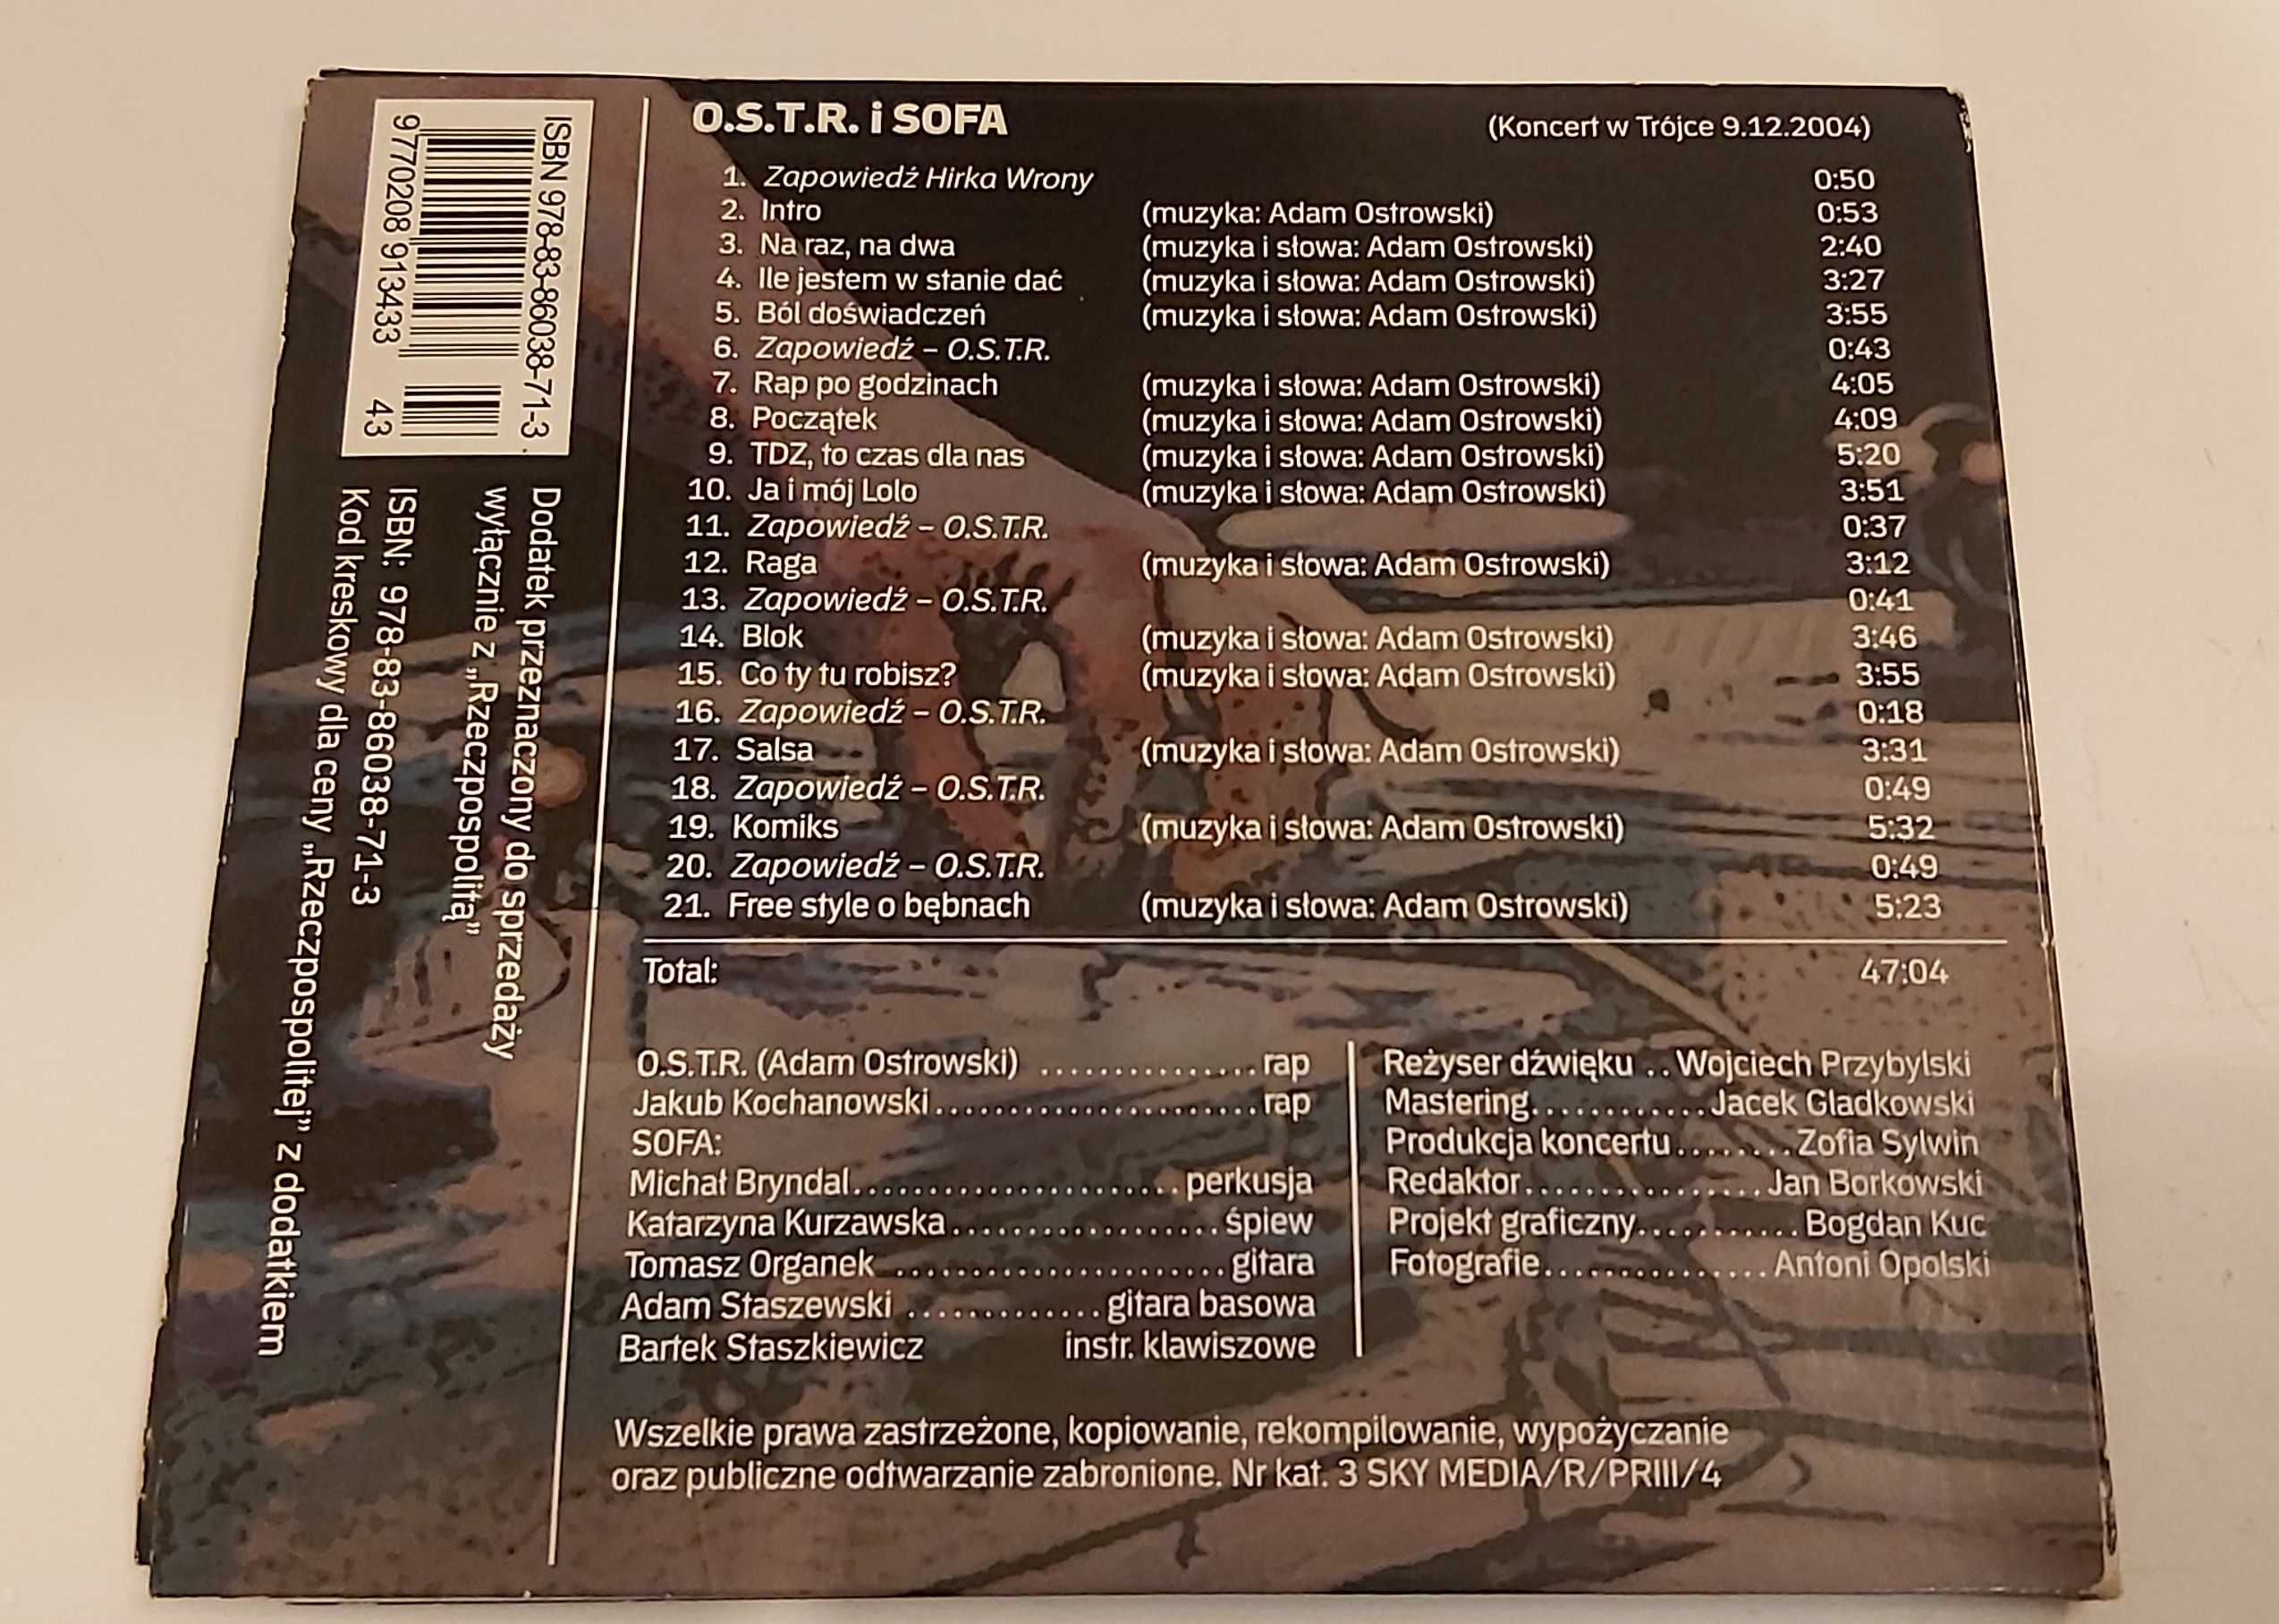 O.S.T.R. i SOFA (Koncert w Trójce 9.12.2004)
1. Zapowiedź Hirka Wrony 0:50
2. Intro (muzyka: Adam Ostrowski) 0:53
3. Na raz, na dwa (muzyka i słowa: Adam Ostrowski) 2:40
4. Ile jestem w stanie dać (muzyka i słowa: Adam Ostrowski) 3:27
5. Ból doświadczeń (muzyka i słowa: Adam Ostrowski) 3:55
6. Zapowiedź – O.S.T.R. 0:43
7. Rap po godzinach (muzyka i słowa: Adam Ostrowski) 4:05
8. Początek (muzyka i słowa: Adam Ostrowski) 4:09
9. TDZ, to czas dla nas (muzyka i słowa: Adam Ostrowski) 5:20
10. Ja i mój Lolo (muzyka i słowa: Adam Ostrowski) 3:51
11. Zapowiedź – O.S.T.R. 0:37
12. Raga (muzyka i słowa: Adam Ostrowski) 3:12
13. Zapowiedź – O.S.T.R. 0:41
14. Blok (muzyka i słowa: Adam Ostrowski) 3:46
15. Co ty tu robisz? (muzyka i słowa: Adam Ostrowski) 3:55
16. Zapowiedź – O.S.T.R. 0:18
17. Salsa (muzyka i słowa: Adam Ostrowski) 3:31
18. Zapowiedź – O.S.T.R. 0:49
19. Komiks (muzyka i słowa: Adam Ostrowski) 5:32
20. Zapowiedź – O.S.T.R. 0:49
21. Free style o bębnach (muzyka i słowa: Adam Ostrowski) 5:23
Total: 47:04
O.S.T.R. (Adam Ostrowski) ............... rap
Jakub Kochanowski...................... rap
SOFA:
Michał Bryndal...................... perkusja
Katarzyna Kurzawska.................. śpiew
Tomasz Organek ....................... gitara
Adam Staszewski ............. gitara basowa
Bartek Staszkiewicz instr. klawiszowe
Reżyser dźwięku .. Wojciech Przybylski
Mastering............ Jacek Gladkowski
Produkcja koncertu........ Zofia Sylwin
Redaktor................ Jan Borkowski
Projekt graficzny........... Bogdan Kuc
Fotografie............... Antoni Opolski
Wszelkie prawa zastrzeżone, kopiowanie, rekompilowanie, wypożyczanie
oraz publiczne odtwarzanie zabronione. Nr kat. 3 SKY MEDIA/R/PRIII/4
ISBN 978-83-86038-71-3
9770208 913433 43
Dodatek przeznaczony do sprzedaży
wyłącznie z „Rzeczpospolitą”
ISBN: 978-83-86038-71-3
Kod kreskowy dla ceny „Rzeczpospolitej” z dodatkiem